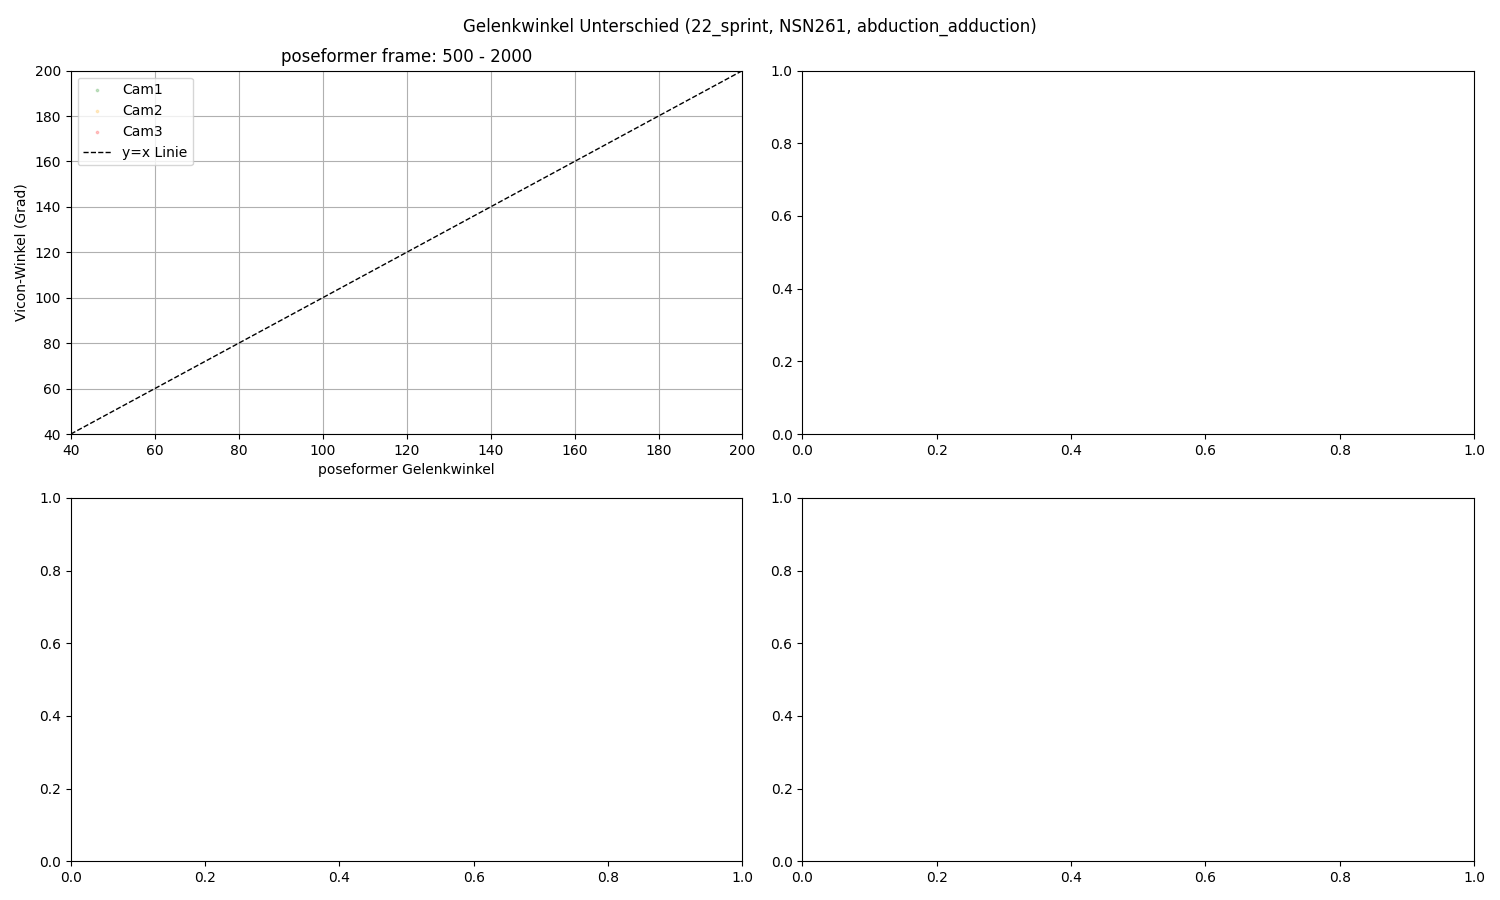 Gelenkwinkel Unterschied (22_sprint, NSN261, abduction_adduction)
poseformer frame: 500 - 2000
200
180
160
140
120
100
80
60
40
Vicon-Winkel (Grad)
Cam1
Cam2
Cam3
y=x Linie
40 60 80 100 120 140 160 180 200
poseformer Gelenkwinkel
1.0
0.8
0.6
0.4
0.2
0.0
0.0 0.2 0.4 0.6 0.8 1.0
1.0
0.8
0.6
0.4
0.2
0.0
0.0 0.2 0.4 0.6 0.8 1.0
1.0
0.8
0.6
0.4
0.2
0.0
0.0 0.2 0.4 0.6 0.8 1.0